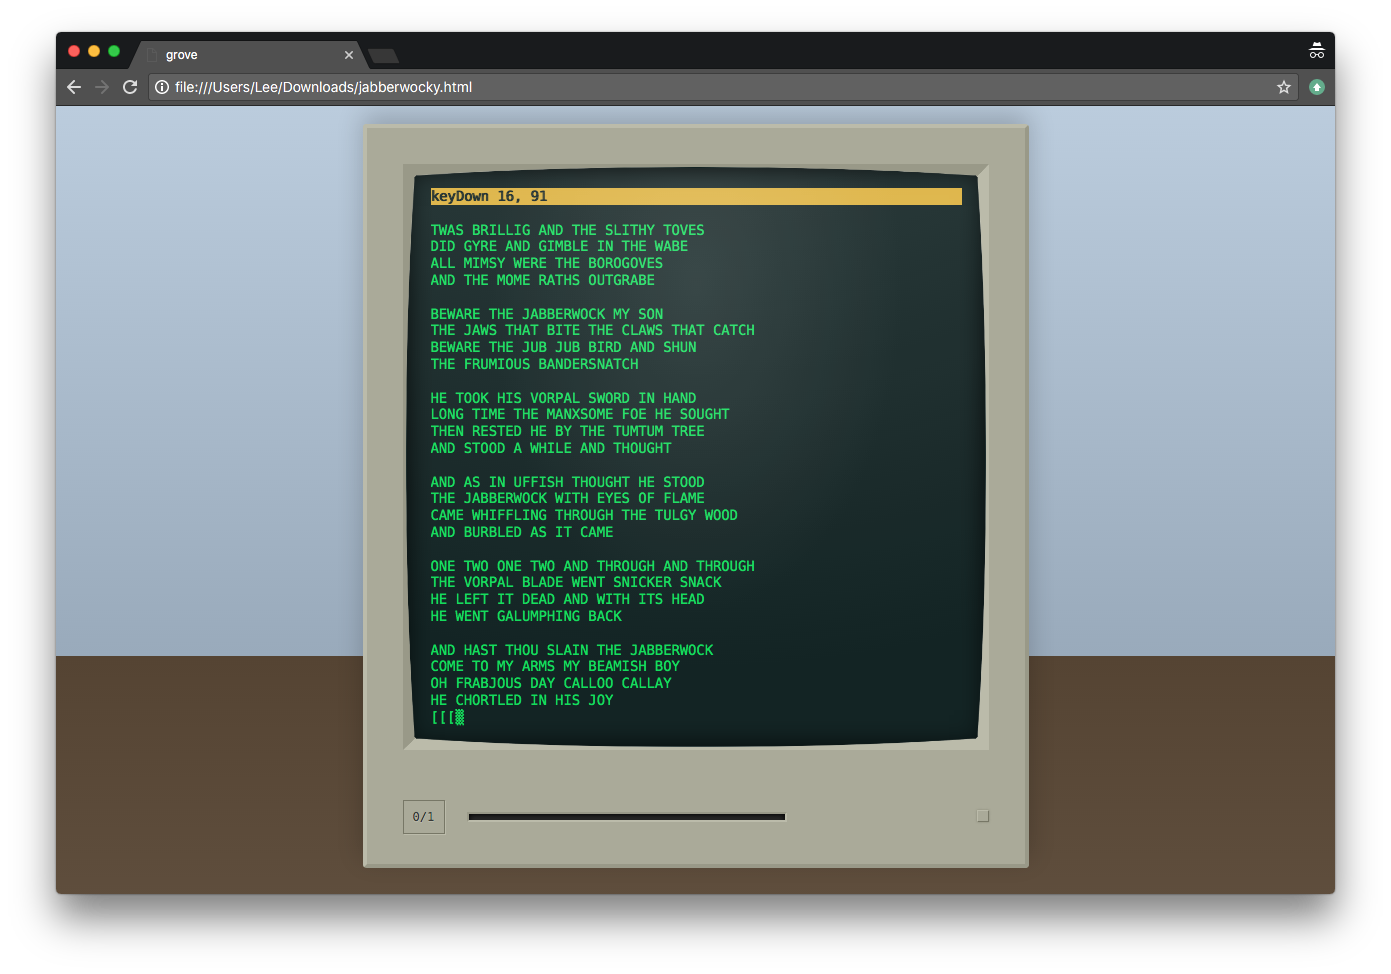 grove
file:///Users/Lee/Downloads/jabberwocky.html
keyDown 16, 91
TWAS BRILLIG AND THE SLITHY TOVES
DID GYRE AND GIMBLE IN THE WABE
ALL MIMSY WERE THE BOROGOVES
AND THE MOME RATHS OUTGRABE
BEWARE THE JABBERWOCK MY SON
THE JAWS THAT BITE THE CLAWS THAT CATCH
BEWARE THE JUB JUB BIRD AND SHUN
THE FRUMIOUS BANDERSNATCH
HE TOOK HIS VORPAL SWORD IN HAND
LONG TIME THE MANXSOME FOE HE SOUGHT
THEN RESTED HE BY THE TUMTUM TREE
AND STOOD A WHILE AND THOUGHT
AND AS IN UFFISH THOUGHT HE STOOD
THE JABBERWOCK WITH EYES OF FLAME
CAME WHIFFLING THROUGH THE TULGY WOOD
AND BURBLED AS IT CAME
ONE TWO ONE TWO AND THROUGH AND THROUGH
THE VORPAL BLADE WENT SNICKER SNACK
HE LEFT IT DEAD AND WITH ITS HEAD
HE WENT GALUMPHING BACK
AND HAST THOU SLAIN THE JABBERWOCK
COME TO MY ARMS MY BEAMISH BOY
OH FRABJOUS DAY CALLOO CALLAY
HE CHORTLED IN HIS JOY
[[[▒
0/1